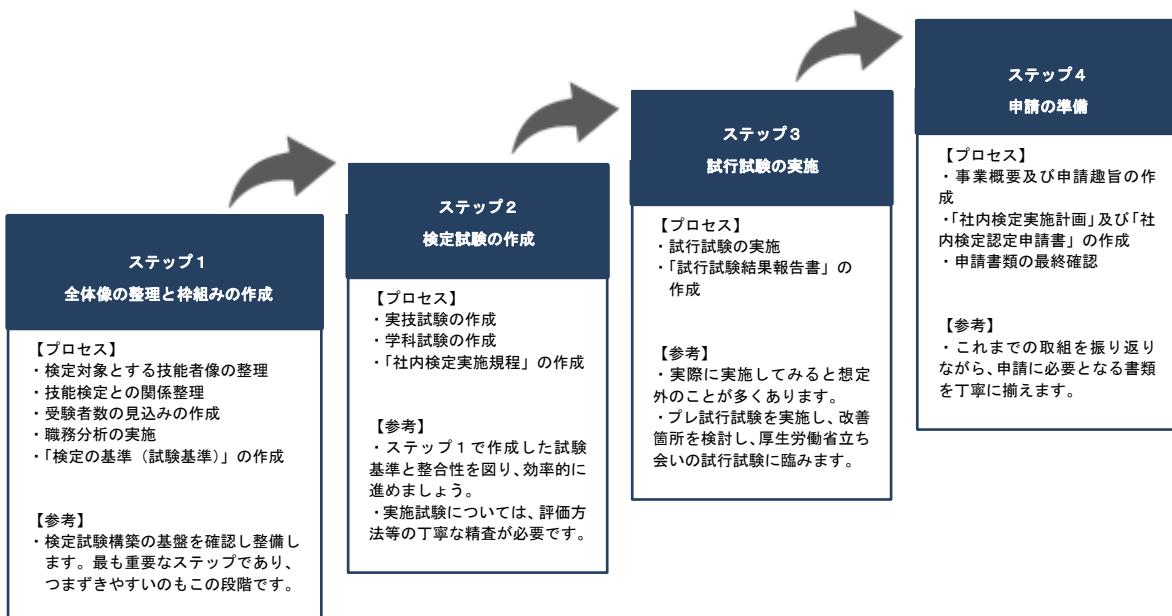 ステップ１
全体像の整理と枠組みの作成
【プロセス】
・検定対象とする技能者像の整理
・技能検定との関係整理
・受験者数の見込みの作成
・職務分析の実施
・「検定の基準（試験基準）」の作成
【参考】
・検定試験構築の基盤を確認し整備し
ます。最も重要なステップであり、
つまずきやすいのもこの段階です。
ステップ２
検定試験の作成
【プロセス】
・実技試験の作成
・学科試験の作成
・「社内検定実施規程」の作成
【参考】
・ステップ１で作成した試験
基準と整合性を図り、効率的に
進めましょう。
・実施試験については、評価方
法等の丁寧な精査が必要です。
ステップ３
試行試験の実施
【プロセス】
・試行試験の実施
・「試行試験結果報告書」の
作成
【参考】
・実際に実施してみると想定
外のことが多くあります。
・プレ試行試験を実施し、改善
箇所を検討し、厚生労働省立ち
会いの試行試験に臨みます。
ステップ４
申請の準備
【プロセス】
・事業概要及び申請趣旨の作
成
・「社内検定実施計画」及び「社
内検定認定申請書」の作成
・申請書類の最終確認
【参考】
・これまでの取組を振り返り
ながら、申請に必要となる書類
を丁寧に揃えます。